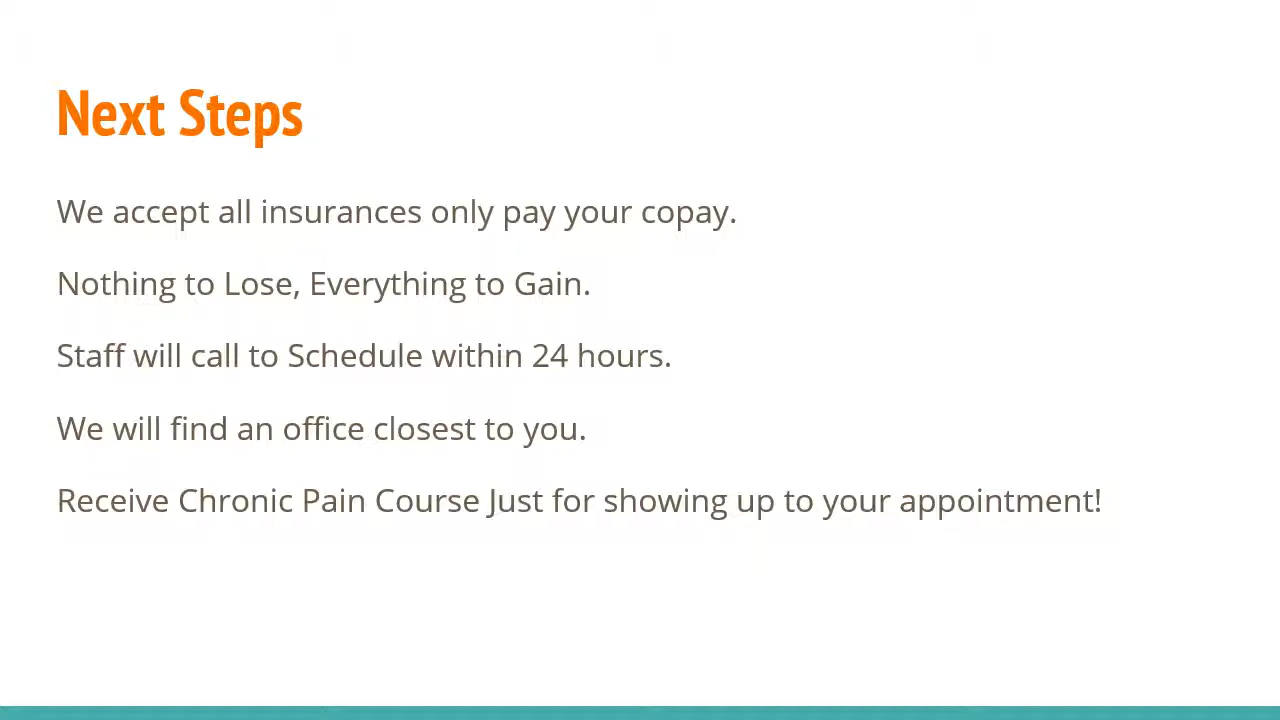 Next Steps
We accept all insurances only pay your copay.
Nothing to Lose, Everything to Gain.
Staff will call to Schedule within 24 hours.
We will find an office closest to you.
Receive Chronic Pain Course Just for showing up to your appointment!